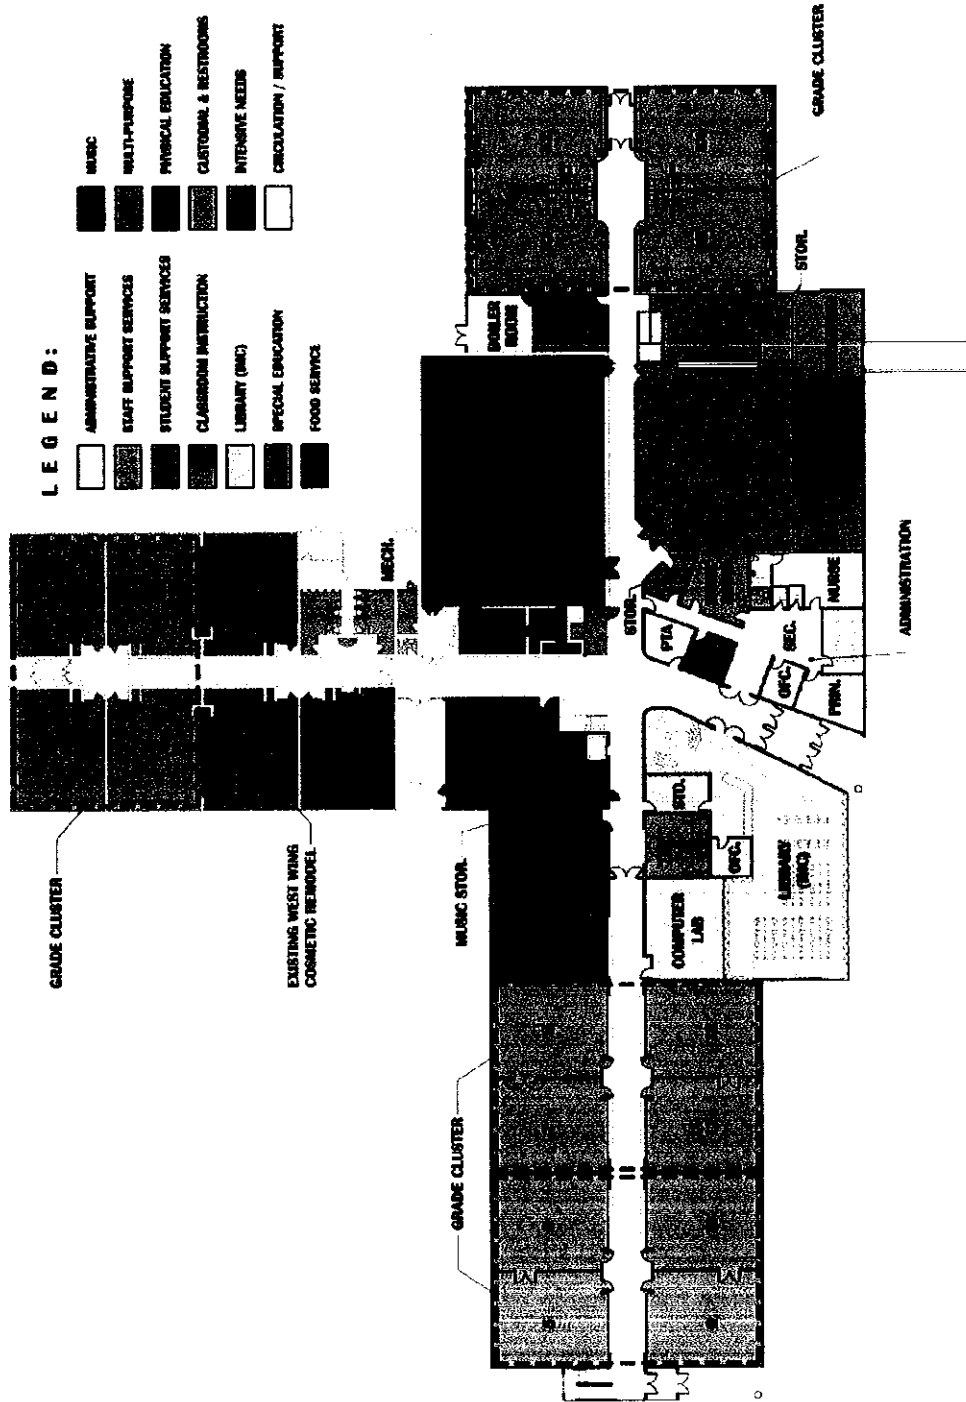 LEGEND:
ADMINISTRATIVE SUPPORT
STAFF SUPPORT SERVICES
STUDENT SUPPORT SERVICES
CLASSROOM INSTRUCTION
LIBRARY (IMC)
SPECIAL EDUCATION
FOOD SERVICE
MUSIC
MULTI-PURPOSE
PHYSICAL EDUCATION
CUSTODIAL & RESTROOMS
INTENSIVE NEEDS
CIRCULATION / SUPPORT
GRADE CLUSTER
EXISTING WEST WING
COSMETIC REMODEL
MUSIC STOR.
GRADE CLUSTER
MECH.
BOILER
ROOM
GRADE CLUSTER
STOR.
STOR.
PTA
SEC.
OFC.
NURSE
PRIN.
ADMINISTRATION
STO.
OFC.
COMPUTER
LAB
LIBRARY
(IMC)